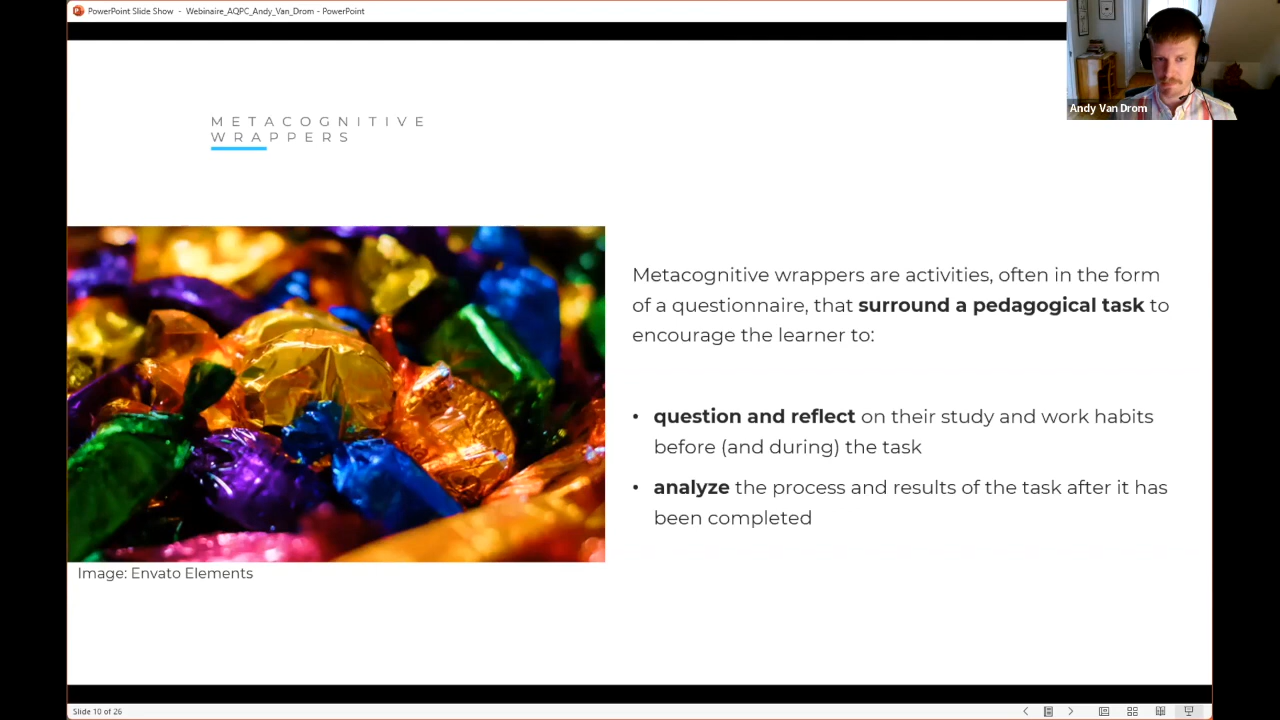 PowerPoint Slide Show - Webinaire_AQPC_Andy_Van_Drom - PowerPoint
Andy Van Drom
METACOGNITIVE
WRAPPERS
Metacognitive wrappers are activities, often in the form
of a questionnaire, that surround a pedagogical task to
encourage the learner to:
• question and reflect on their study and work habits
before (and during) the task
• analyze the process and results of the task after it has
been completed
Image: Envato Elements
Slide 10 of 26